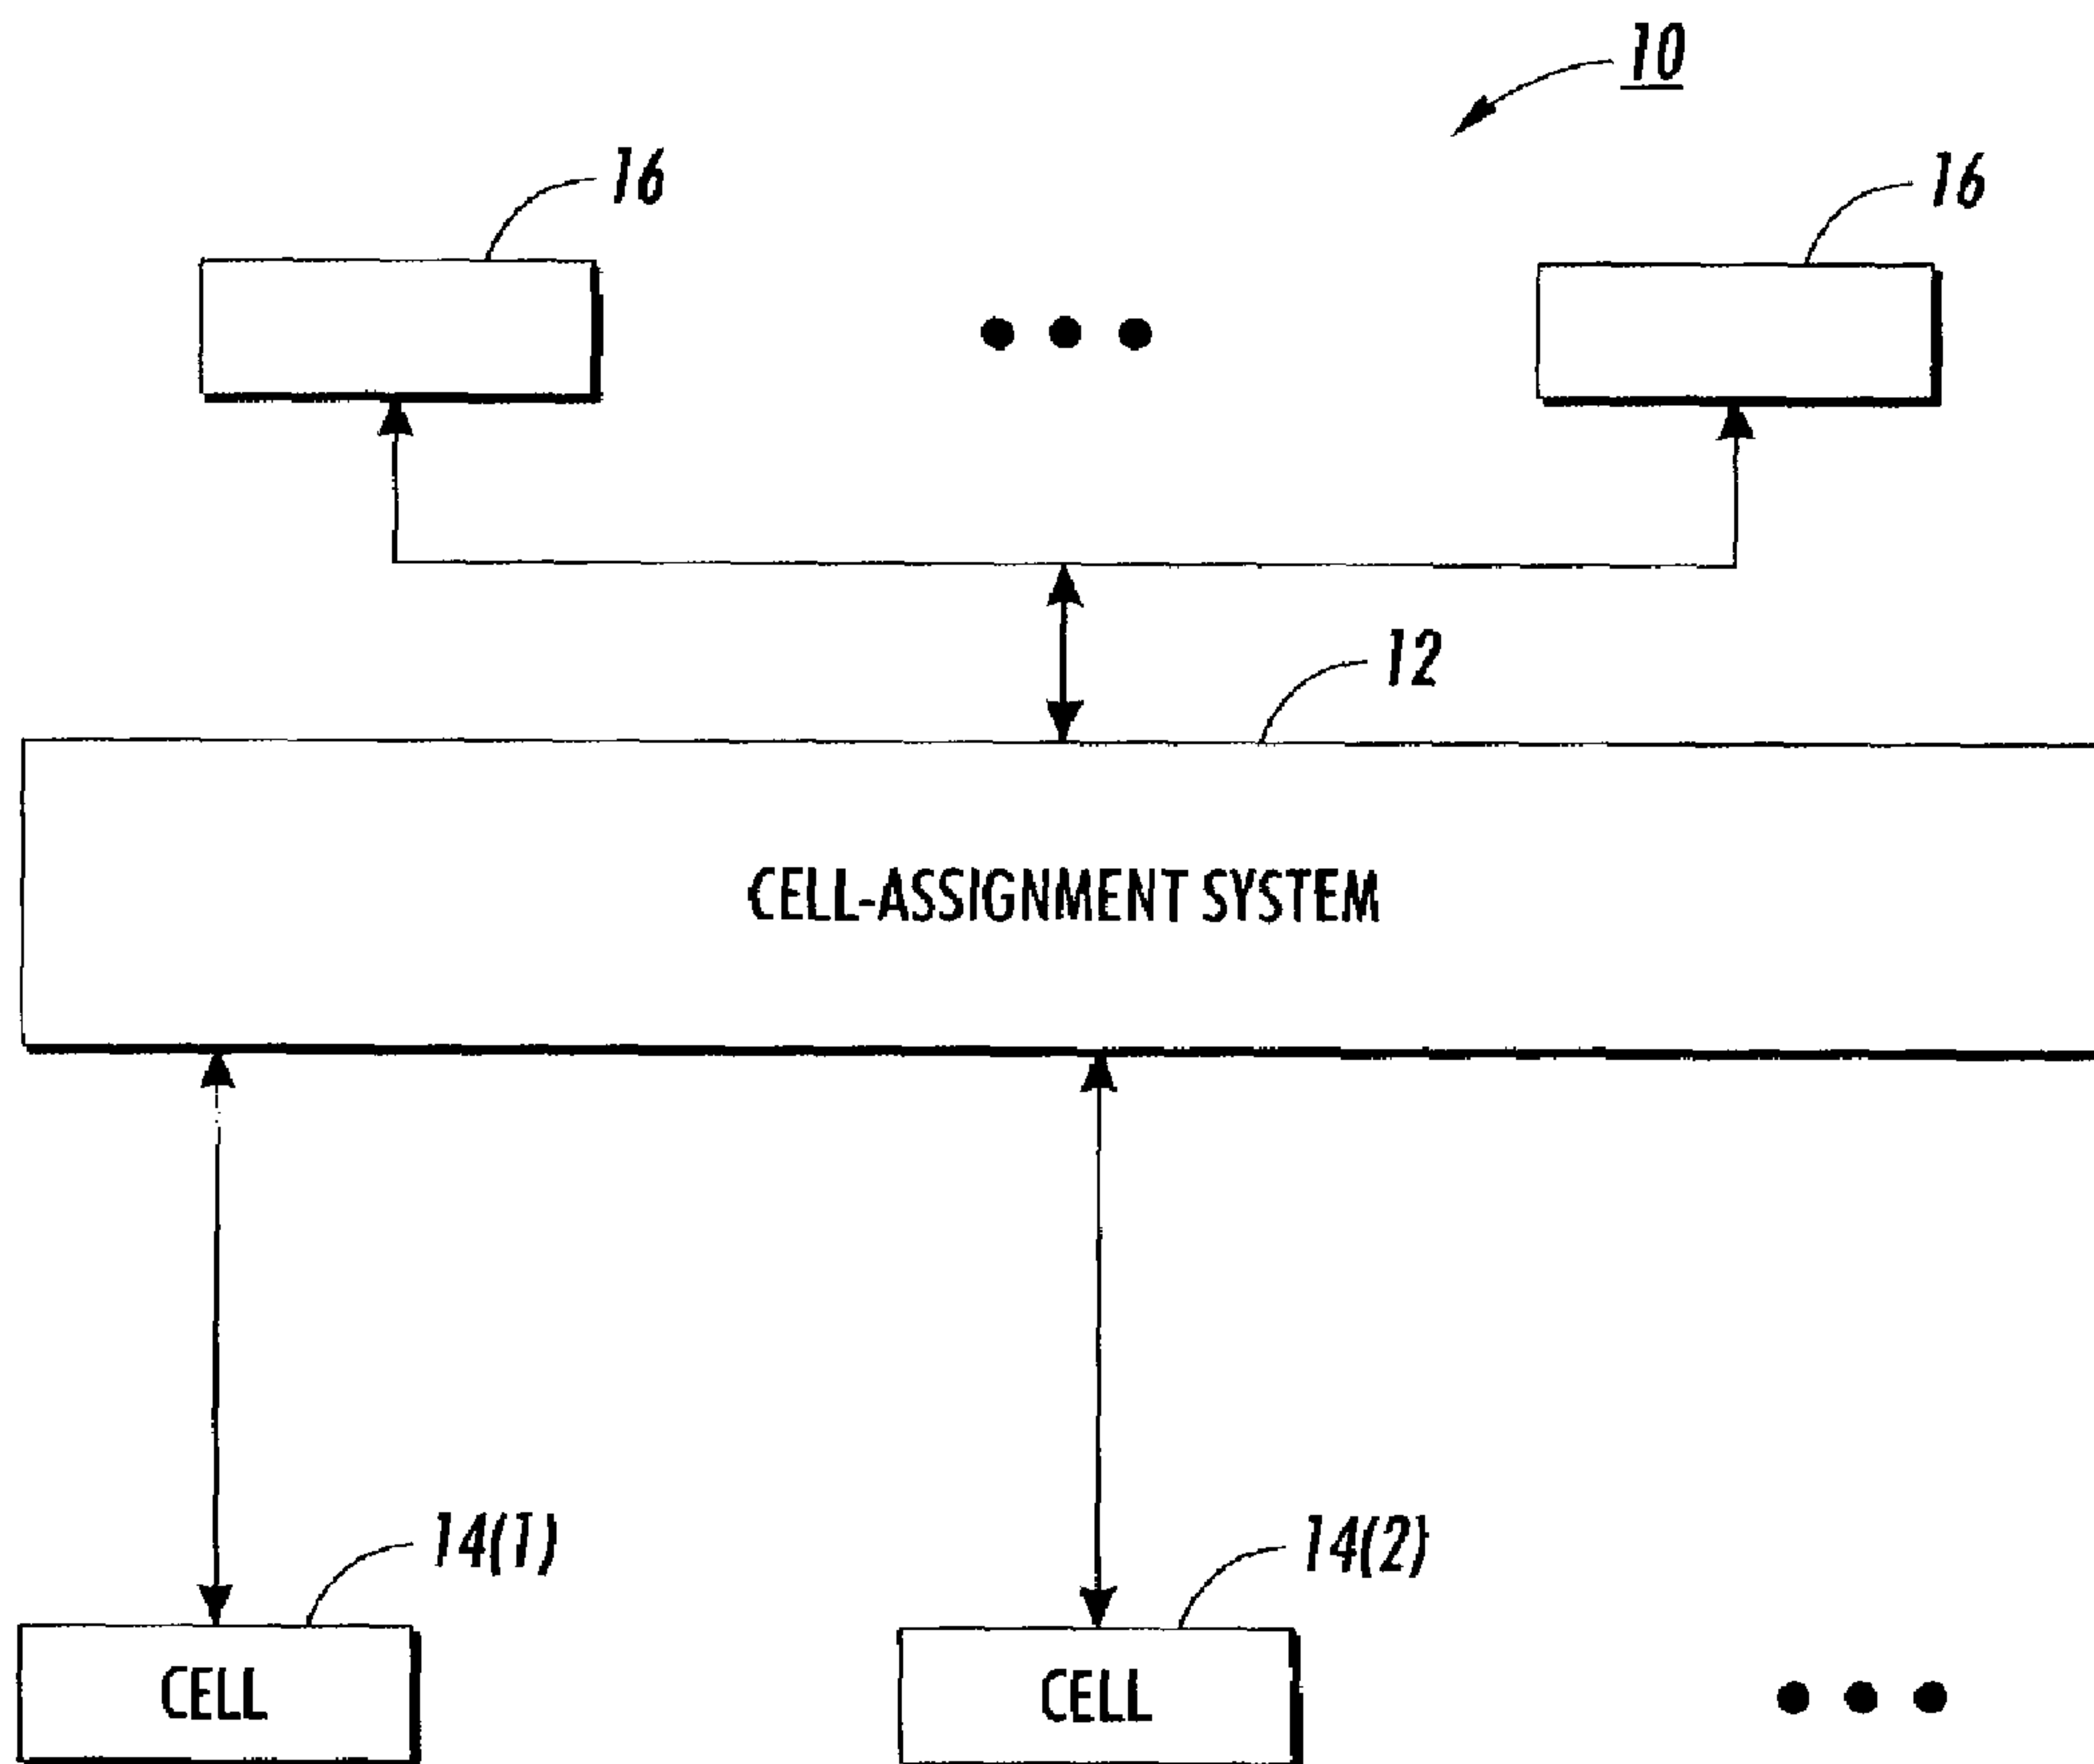 10
16
16
12
CELL-ASSIGNMENT SYSTEM
14(1)
14(2)
CELL
CELL